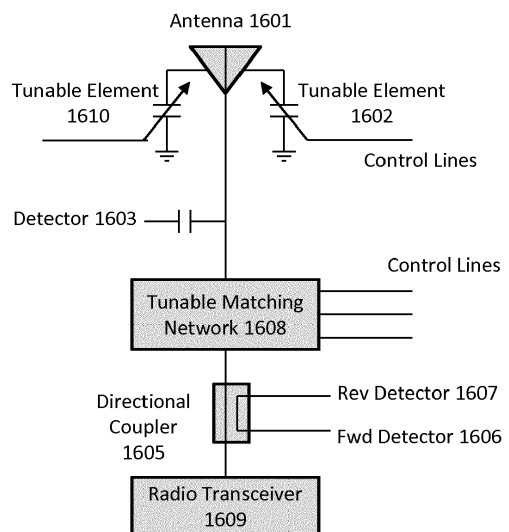 Antenna 1601
Tunable Element
1610
Tunable Element
1602
Control Lines
Detector 1603
Control Lines
Tunable Matching
Network 1608
Directional
Coupler
1605
Rev Detector 1607
Fwd Detector 1606
Radio Transceiver
1609